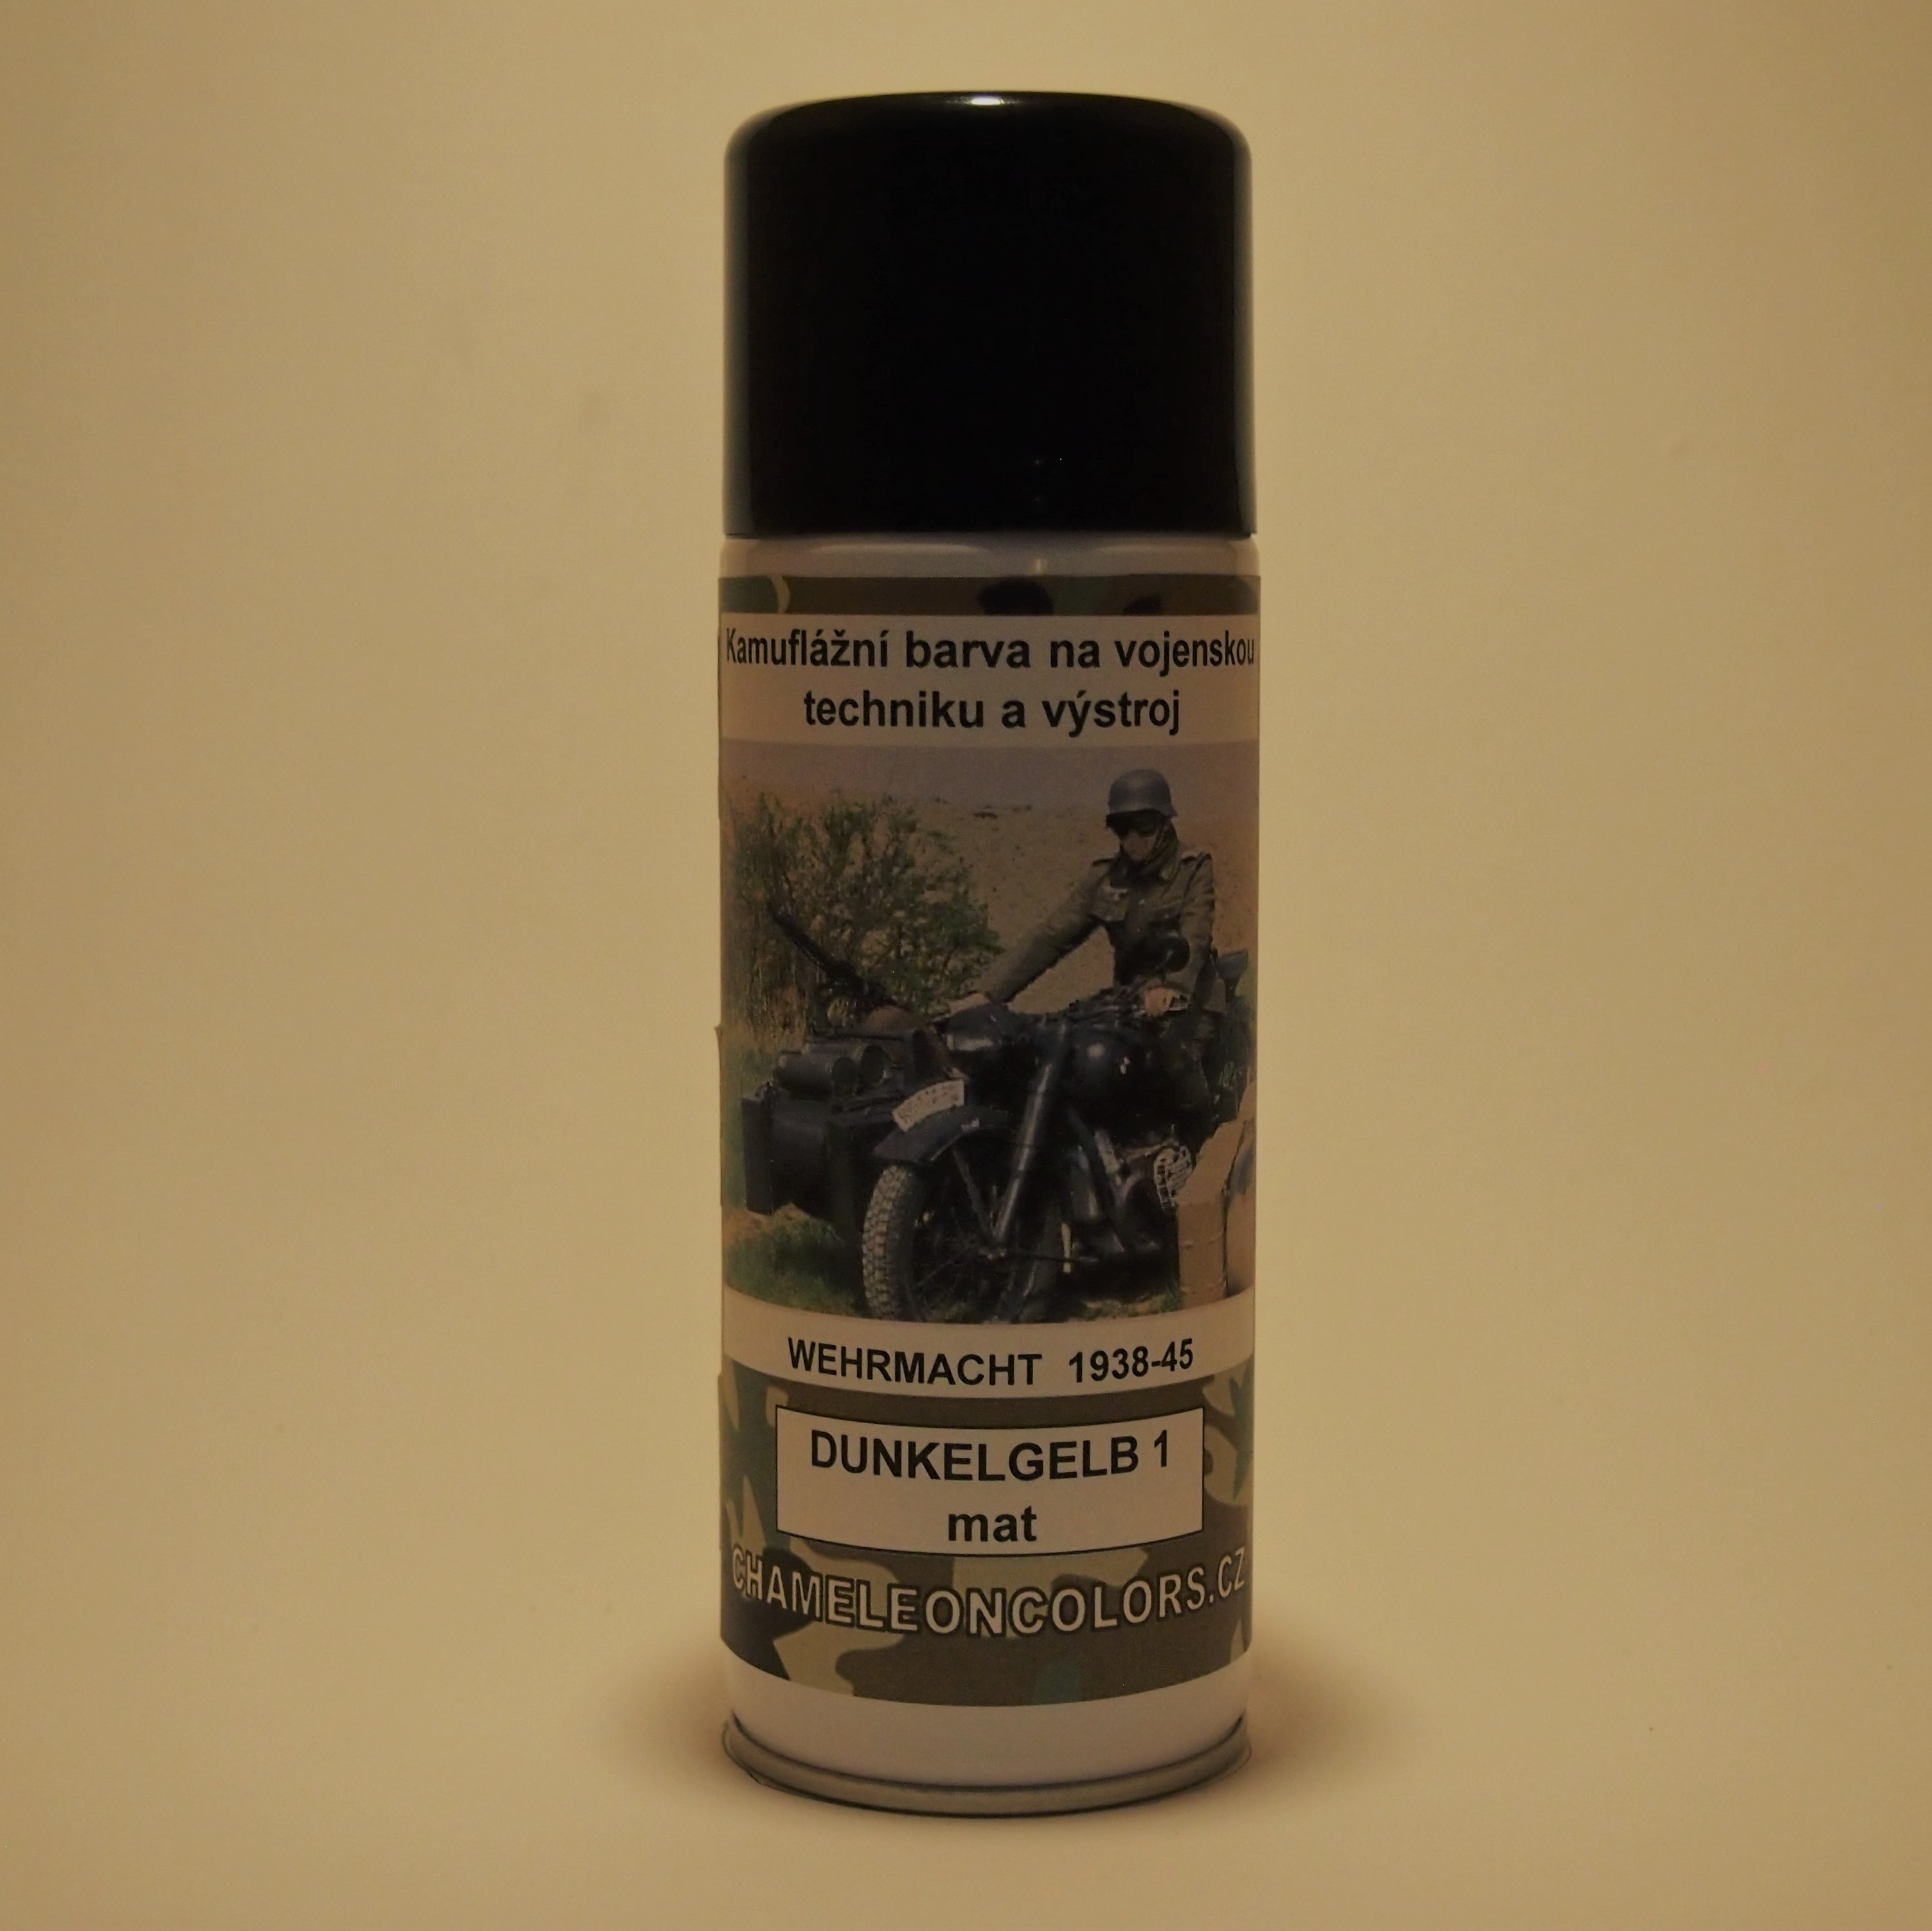 Kamuflážní barva na vojenskou
techniku a výstroj
WEHRMACHT 1938-45
DUNKELGELB 1
mat
CHAMELEONCOLORS.CZ